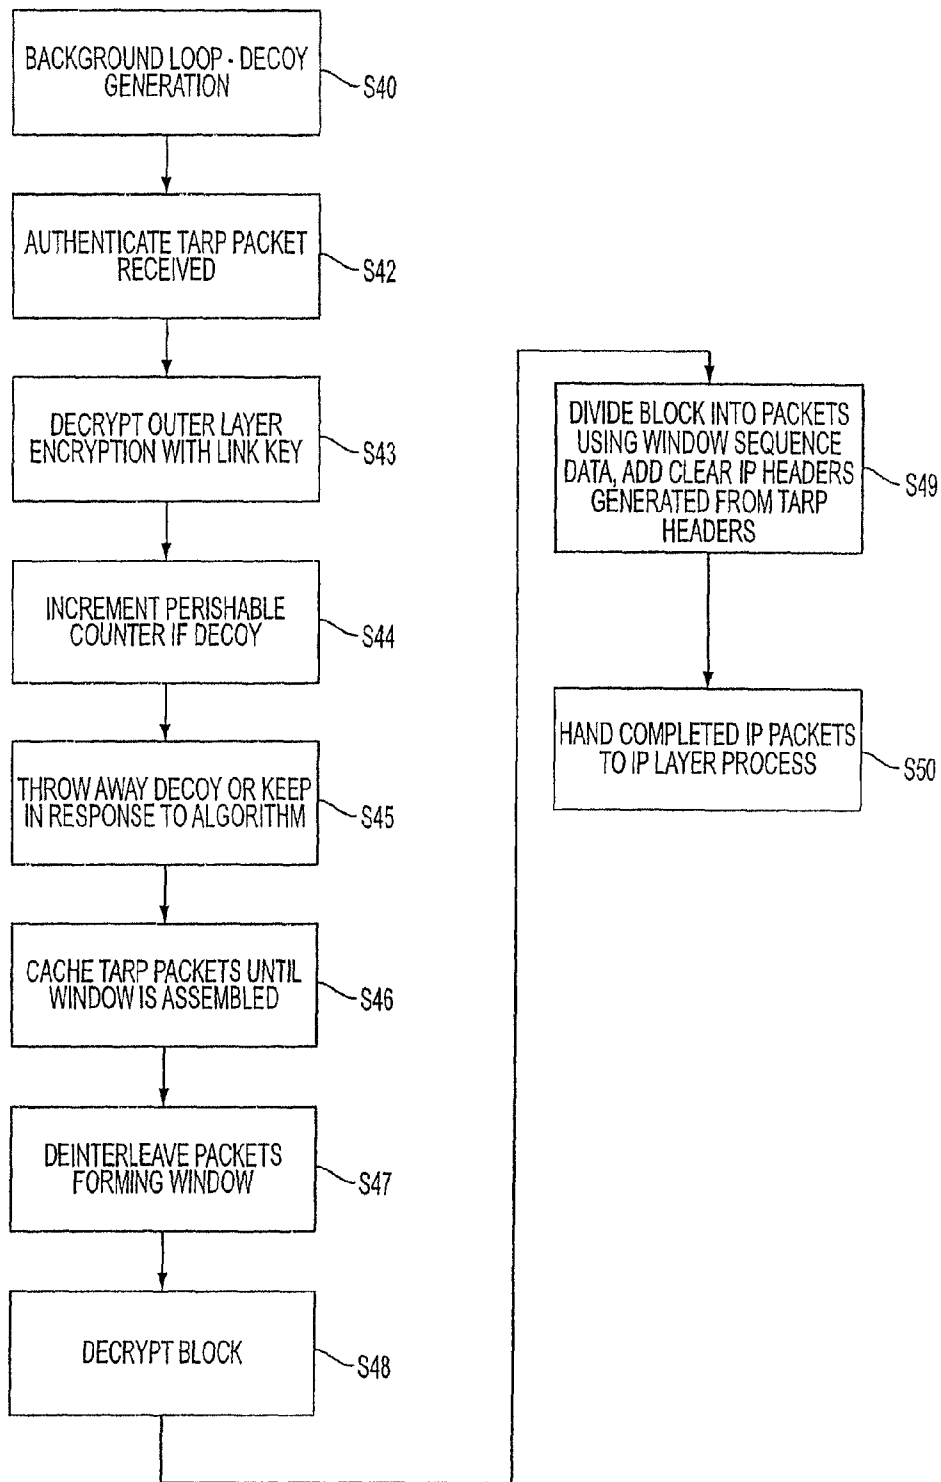 BACKGROUND LOOP - DECOY
GENERATION
S40
AUTHENTICATE TARP PACKET
RECEIVED
S42
DECRYPT OUTER LAYER
ENCRYPTION WITH LINK KEY
S43
INCREMENT PERISHABLE
COUNTER IF DECOY
S44
THROW AWAY DECOY OR KEEP
IN RESPONSE TO ALGORITHM
S45
CACHE TARP PACKETS UNTIL
WINDOW IS ASSEMBLED
S46
DEINTERLEAVE PACKETS
FORMING WINDOW
S47
DECRYPT BLOCK
S48
DIVIDE BLOCK INTO PACKETS
USING WINDOW SEQUENCE
DATA, ADD CLEAR IP HEADERS
GENERATED FROM TARP
HEADERS
S49
HAND COMPLETED IP PACKETS
TO IP LAYER PROCESS
S50